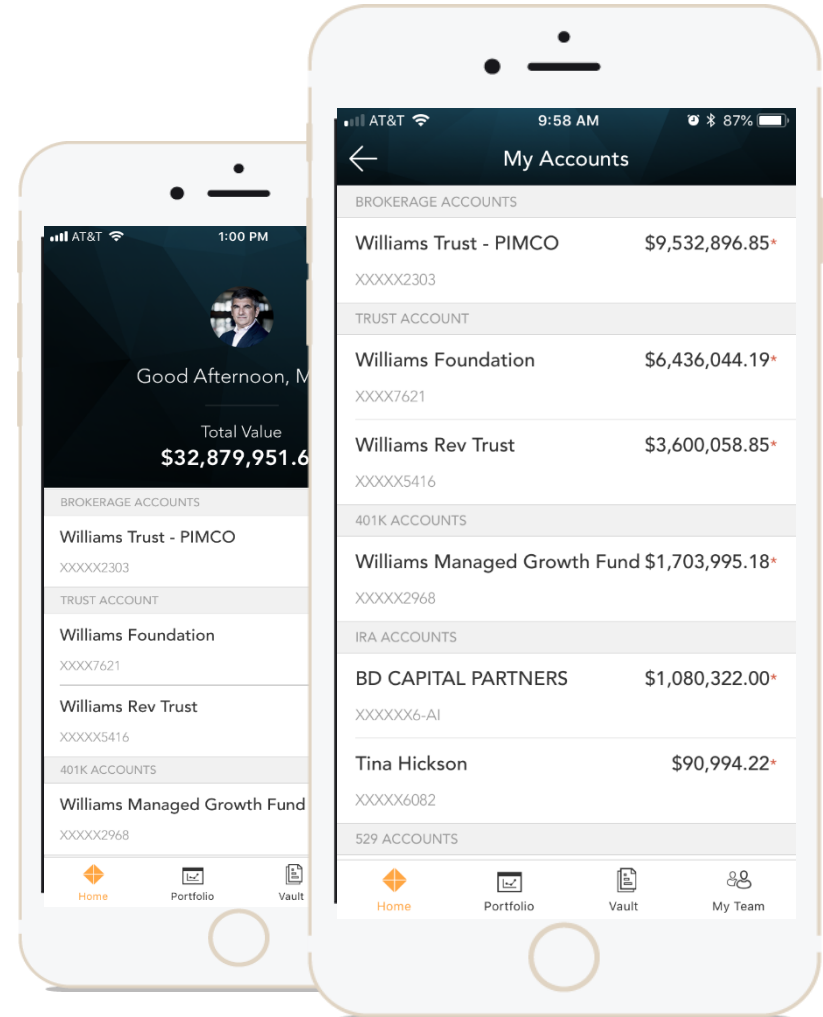 AT&T 1:00 PM
Good Afternoon, M
Total Value
$32,879,951.6
BROKERAGE ACCOUNTS
Williams Trust - PIMCO
XXXXX2303
TRUST ACCOUNT
Williams Foundation
XXXX7621
Williams Rev Trust
XXXXX5416
401K ACCOUNTS
Williams Managed Growth Fund
XXXXX2968
Home Portfolio Vault
AT&T 9:58 AM 87%
My Accounts
BROKERAGE ACCOUNTS
Williams Trust - PIMCO $9,532,896.85*
XXXXX2303
TRUST ACCOUNT
Williams Foundation $6,436,044.19*
XXXX7621
Williams Rev Trust $3,600,058.85*
XXXXX5416
401K ACCOUNTS
Williams Managed Growth Fund $1,703,995.18*
XXXXX2968
IRA ACCOUNTS
BD CAPITAL PARTNERS $1,080,322.00*
XXXXXX6-AI
Tina Hickson $90,994.22*
XXXXX6082
529 ACCOUNTS
Home Portfolio Vault My Team